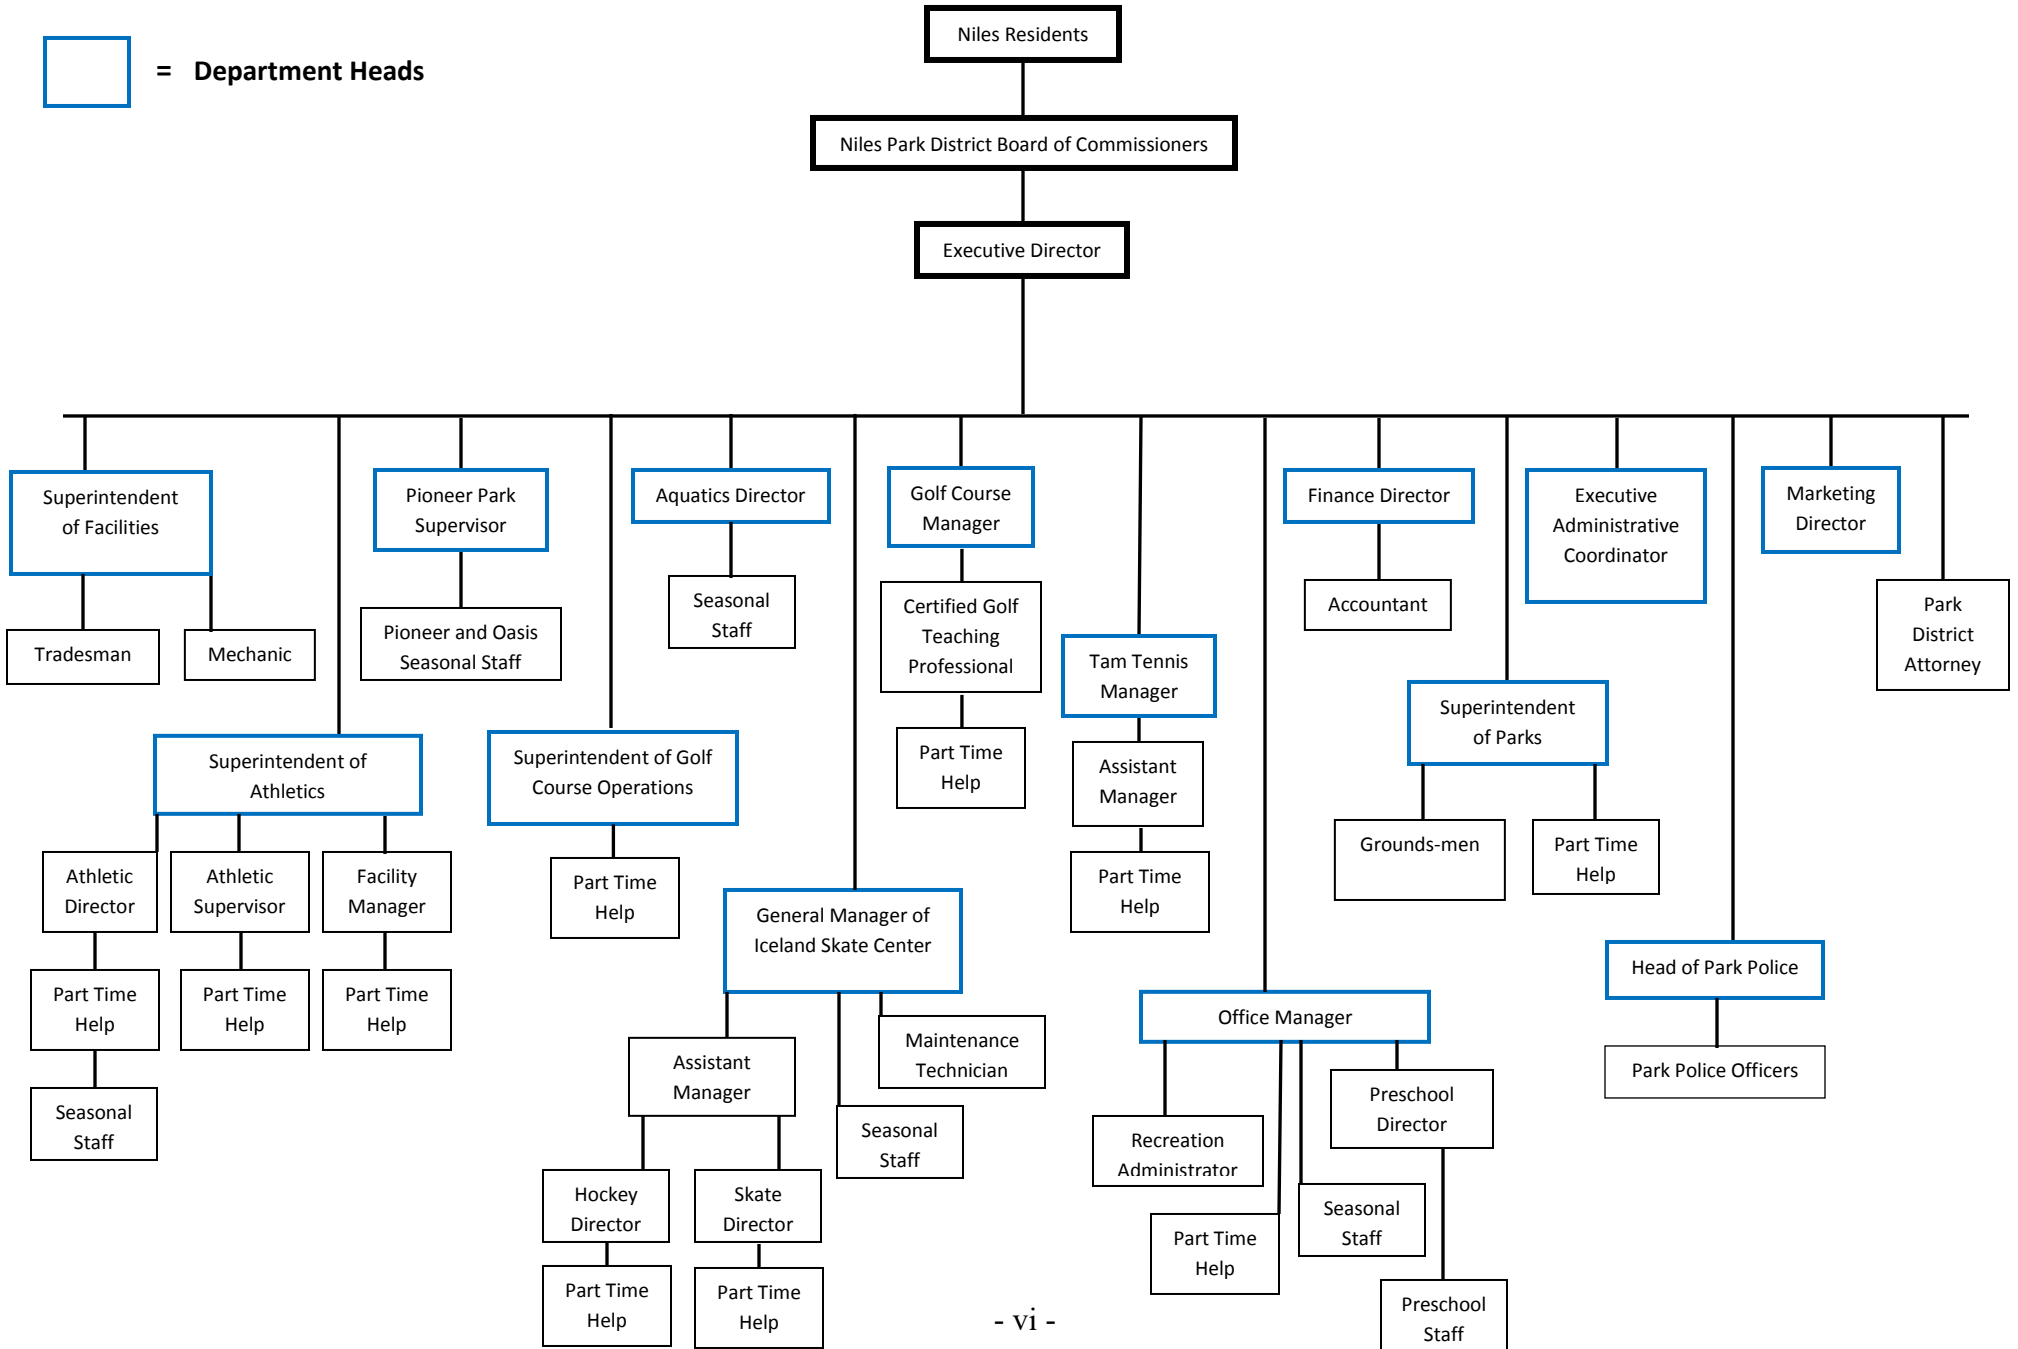 = Department Heads
Niles Residents
Niles Park District Board of Commissioners
Executive Director
Superintendent
of Facilities
Tradesman
Mechanic
Superintendent of
Athletics
Athletic
Director
Part Time
Help
Seasonal
Staff
Athletic
Supervisor
Part Time
Help
Facility
Manager
Part Time
Help
Pioneer Park
Supervisor
Pioneer and Oasis
Seasonal Staff
Superintendent of Golf
Course Operations
Part Time
Help
Aquatics Director
Seasonal
Staff
General Manager of
Iceland Skate Center
Assistant
Manager
Hockey
Director
Part Time
Help
Skate
Director
Part Time
Help
Seasonal
Staff
Maintenance
Technician
Golf Course
Manager
Certified Golf
Teaching
Professional
Part Time
Help
Tam Tennis
Manager
Assistant
Manager
Part Time
Help
Office Manager
Recreation
Administrator
Part Time
Help
Seasonal
Staff
Preschool
Director
Preschool
Staff
Finance Director
Accountant
Superintendent
of Parks
Grounds-men
Part Time
Help
Executive
Administrative
Coordinator
Head of Park Police
Park Police Officers
Marketing
Director
Park
District
Attorney
- vi -